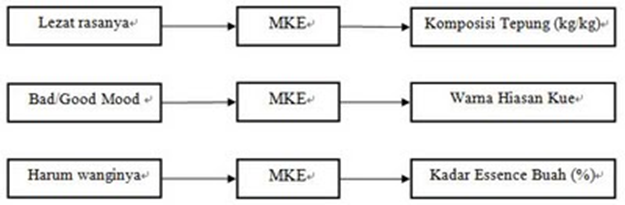 Lezat rasanya MKE Komposisi Tepung (kg/kg)
Bad/Good Mood MKE Warna Hiasan Kue
Harum wanginya MKE Kadar Essence Buah (%)